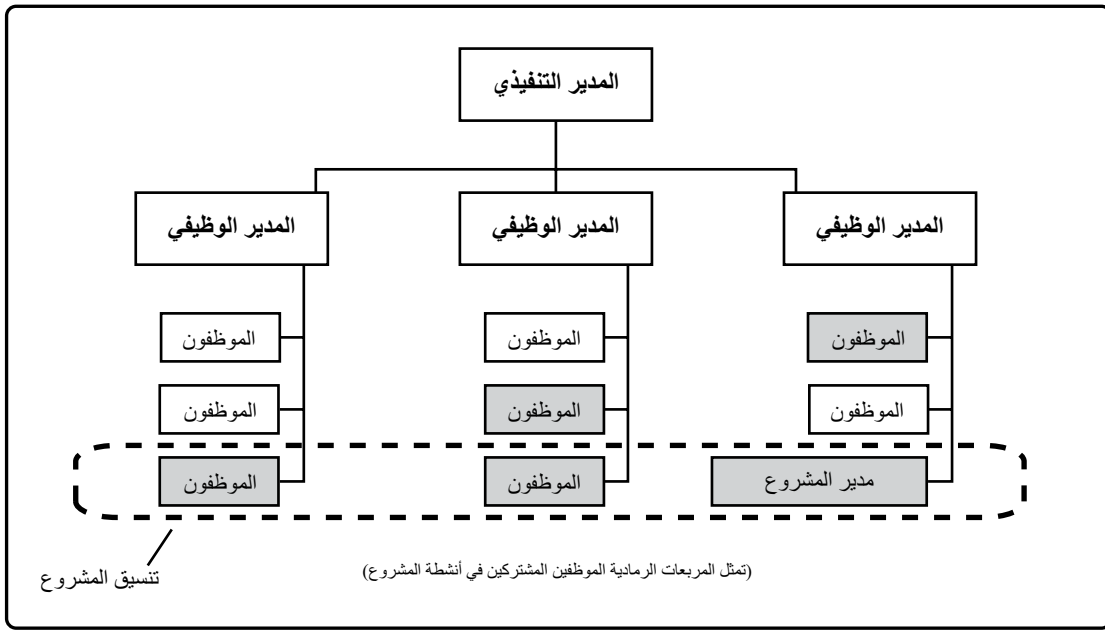 المدير التنفيذي
المدير الوظيفي
المدير الوظيفي
المدير الوظيفي
الموظفون
الموظفون
الموظفون
الموظفون
الموظفون
الموظفون
مدير المشروع
الموظفون
الموظفون
(تمثل المربعات الرمادية الموظفين المشتركين في أنشطة المشروع)
تنسيق المشروع